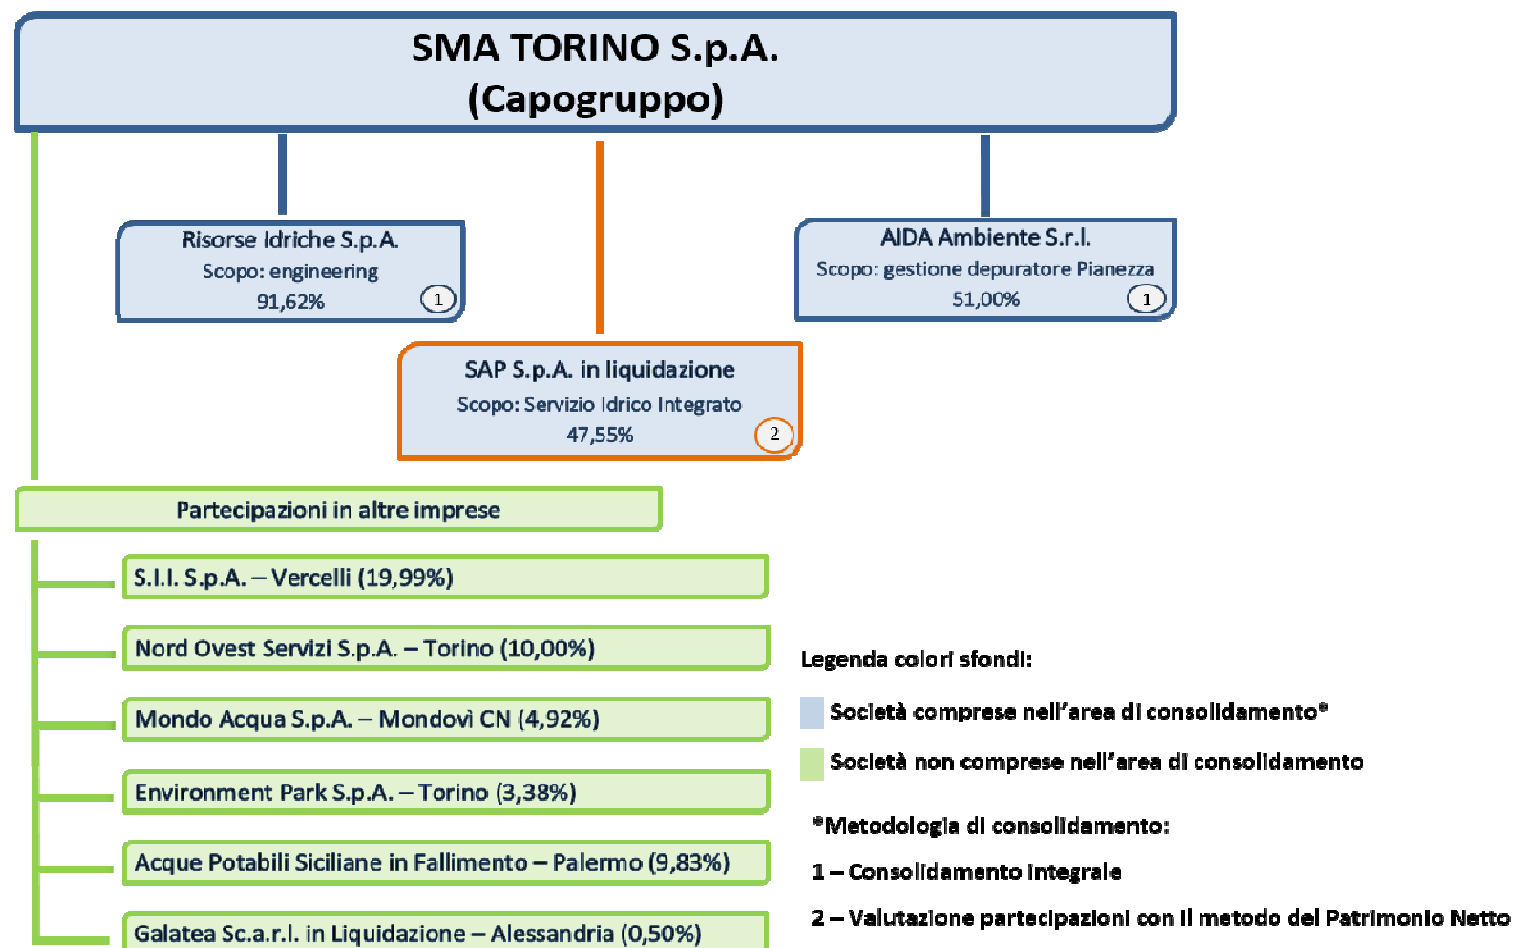 SMA TORINO S.p.A.
(Capogruppo)
Risorse Idriche S.p.A.
Scopo: engineering
91,62%
1
AIDA Ambiente S.r.l.
Scopo: gestione depuratore Pianezza
51,00%
1
SAP S.p.A. in liquidazione
Scopo: Servizio Idrico Integrato
47,55%
2
Partecipazioni in altre imprese
S.I.I. S.p.A. – Vercelli (19,99%)
Nord Ovest Servizi S.p.A. – Torino (10,00%)
Mondo Acqua S.p.A. – Mondovì CN (4,92%)
Environment Park S.p.A. – Torino (3,38%)
Acque Potabili Siciliane in Fallimento – Palermo (9,83%)
Galatea Sc.a.r.l. in Liquidazione – Alessandria (0,50%)
Legenda colori sfondi:
Società comprese nell'area di consolidamento*
Società non comprese nell'area di consolidamento
*Metodologia di consolidamento:
1 – Consolidamento Integrale
2 – Valutazione partecipazioni con il metodo del Patrimonio Netto